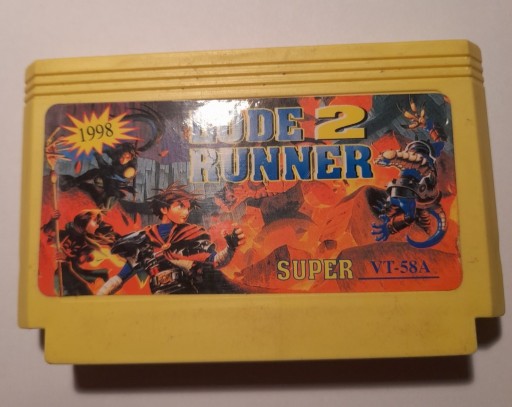 1998
LODE 2
RUNNER
SUPER VT-58A